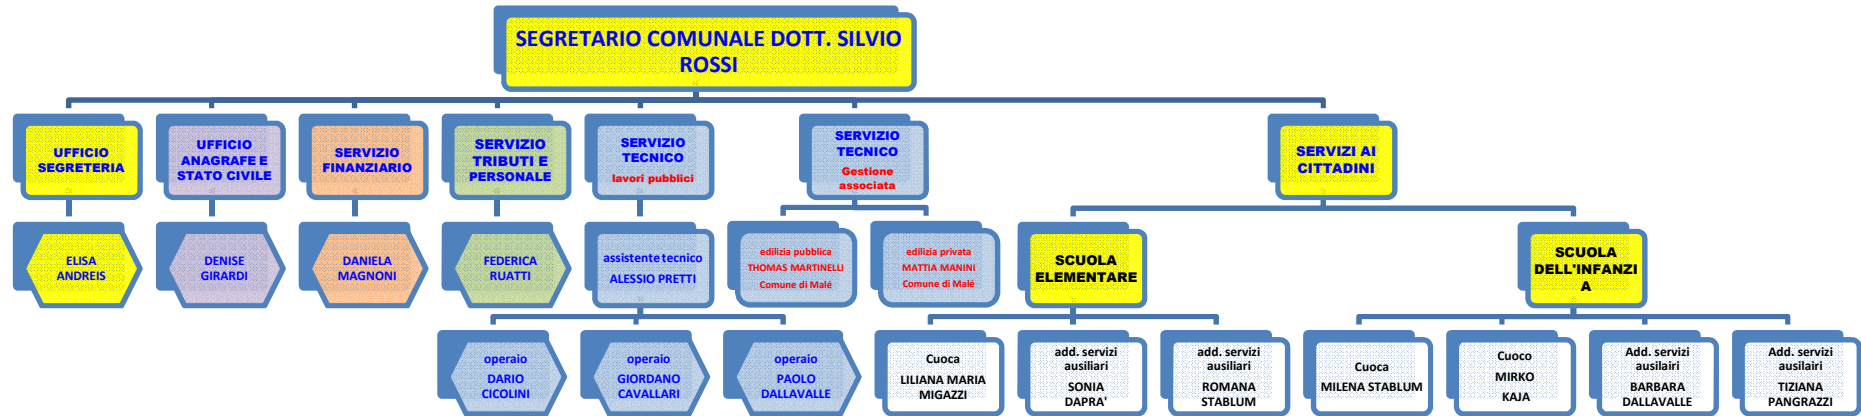 SEGRETARIO COMUNALE DOTT. SILVIO
ROSSI
UFFICIO
SEGRETERIA
UFFICIO
ANAGRAFE E
STATO CIVILE
SERVIZIO
FINANZIARIO
SERVIZIO
TRIBUTI E
PERSONALE
SERVIZIO
TECNICO
lavori pubblici
SERVIZIO
TECNICO
Gestione
associata
SERVIZI AI
CITTADINI
ELISA
ANDREIS
DENISE
GIRARDI
DANIELA
MAGNONI
FEDERICA
RUATTI
assistente tecnico
ALESSIO PRETTI
edilizia pubblica
THOMAS MARTINELLI
Comune di Malé
edilizia privata
MATTIA MANINI
Comune di Malé
SCUOLA
ELEMENTARE
SCUOLA
DELL'INFANZI
A
operaio
DARIO
CICOLINI
operaio
GIORDANO
CAVALLARI
operaio
PAOLO
DALLAVALLE
Cuoca
LILIANA MARIA
MIGAZZI
add. servizi
ausiliari
SONIA
DAPRA'
add. servizi
ausiliari
ROMANA
STABLUM
Cuoca
MILENA STABLUM
Cuoco
MIRKO
KAJA
Add. servizi
ausilairi
BARBARA
DALLAVALLE
Add. servizi
ausilairi
TIZIANA
PANGRAZZI